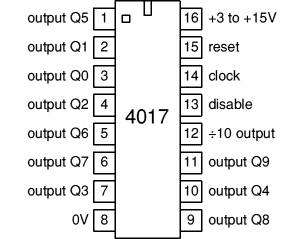 output Q5 1 16 +3 to +15V
output Q1 2 15 reset
output Q0 3 14 clock
output Q2 4 13 disable
4017
output Q6 5 12 ÷10 output
output Q7 6 11 output Q9
output Q3 7 10 output Q4
0V 8 9 output Q8